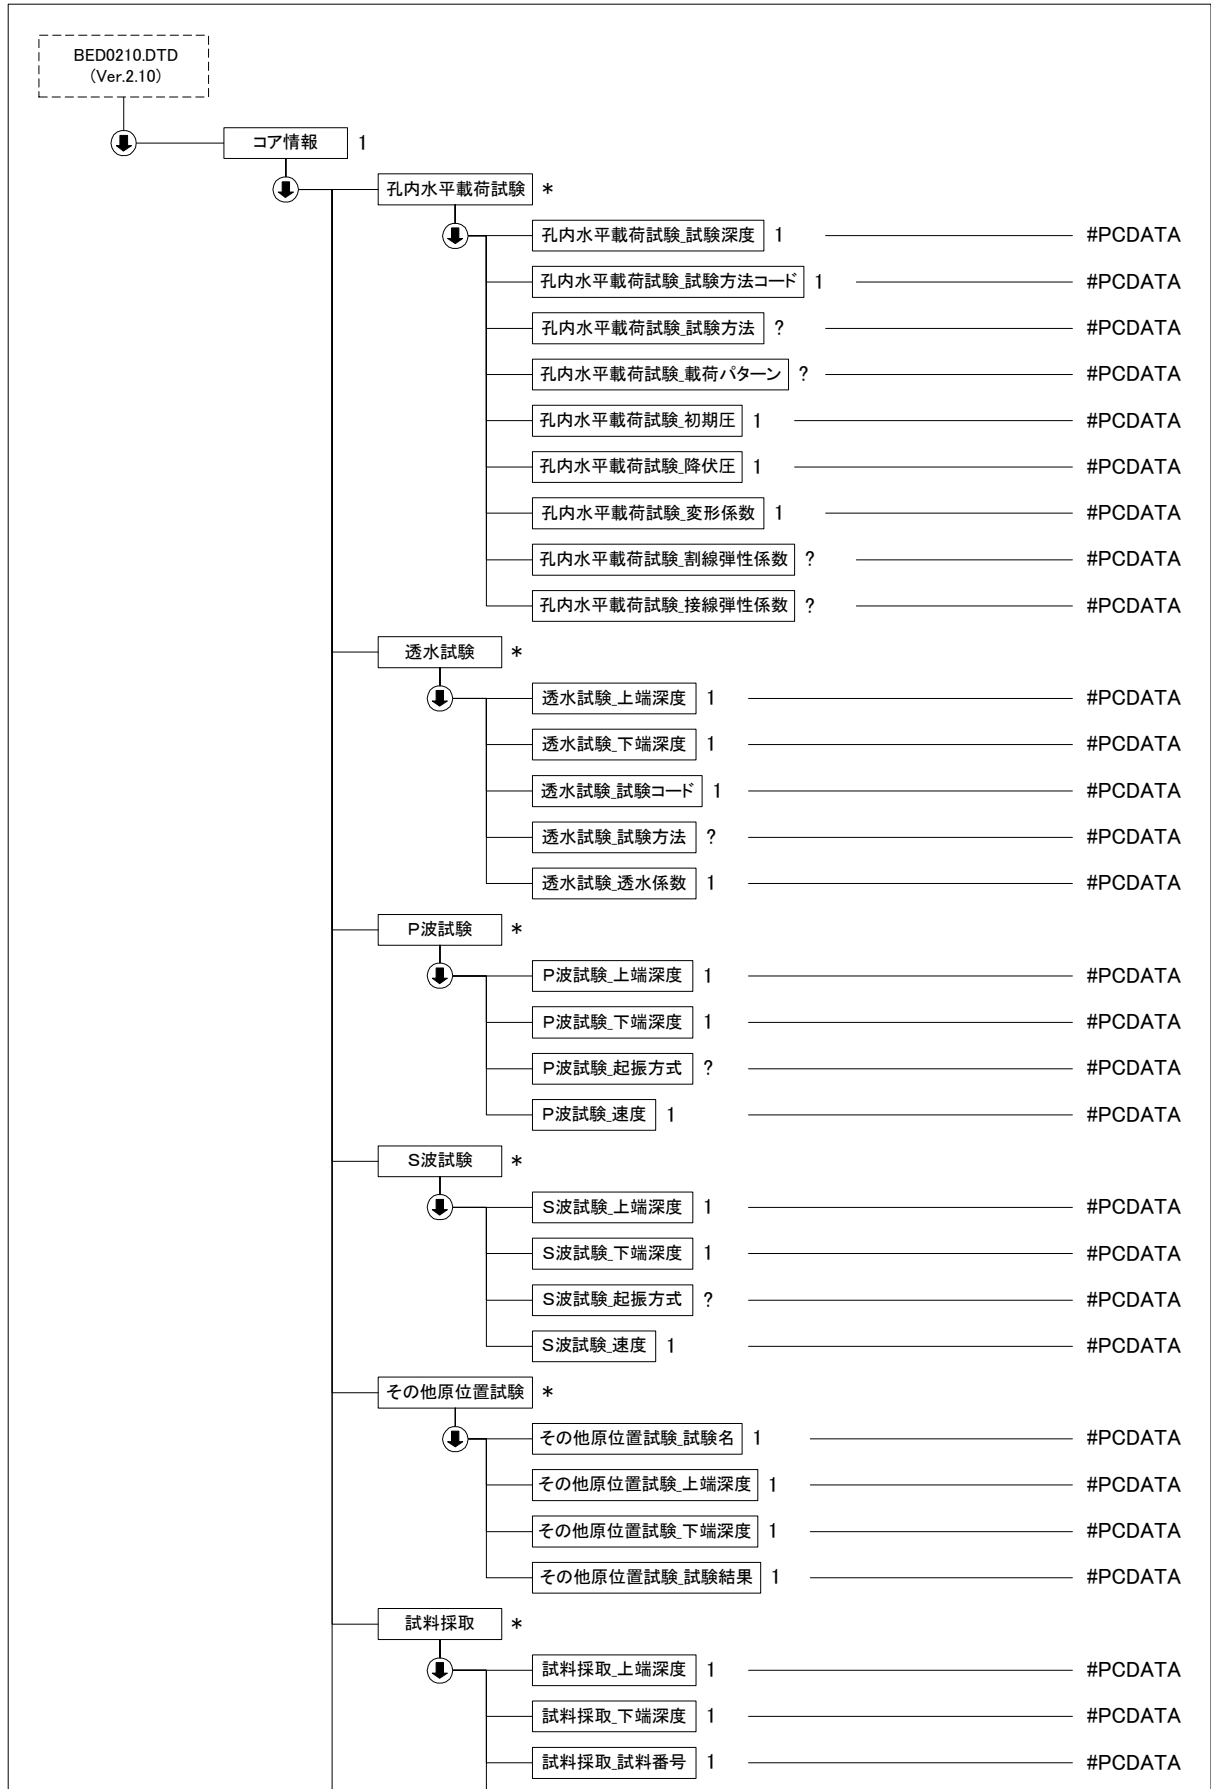 BED0210.DTD
(Ver.2.10)
コア情報 1
孔内水平載荷試験 *
孔内水平載荷試験_試験深度 1 #PCDATA
孔内水平載荷試験_試験方法コード 1 #PCDATA
孔内水平載荷試験_試験方法 ? #PCDATA
孔内水平載荷試験_載荷パターン ? #PCDATA
孔内水平載荷試験_初期圧 1 #PCDATA
孔内水平載荷試験_降伏圧 1 #PCDATA
孔内水平載荷試験_変形係数 1 #PCDATA
孔内水平載荷試験_割線弾性係数 ? #PCDATA
孔内水平載荷試験_接線弾性係数 ? #PCDATA
透水試験 *
透水試験_上端深度 1 #PCDATA
透水試験_下端深度 1 #PCDATA
透水試験_試験コード 1 #PCDATA
透水試験_試験方法 ? #PCDATA
透水試験_透水係数 1 #PCDATA
P波試験 *
P波試験_上端深度 1 #PCDATA
P波試験_下端深度 1 #PCDATA
P波試験_起振方式 ? #PCDATA
P波試験_速度 1 #PCDATA
S波試験 *
S波試験_上端深度 1 #PCDATA
S波試験_下端深度 1 #PCDATA
S波試験_起振方式 ? #PCDATA
S波試験_速度 1 #PCDATA
その他原位置試験 *
その他原位置試験_試験名 1 #PCDATA
その他原位置試験_上端深度 1 #PCDATA
その他原位置試験_下端深度 1 #PCDATA
その他原位置試験_試験結果 1 #PCDATA
試料採取 *
試料採取_上端深度 1 #PCDATA
試料採取_下端深度 1 #PCDATA
試料採取_試料番号 1 #PCDATA